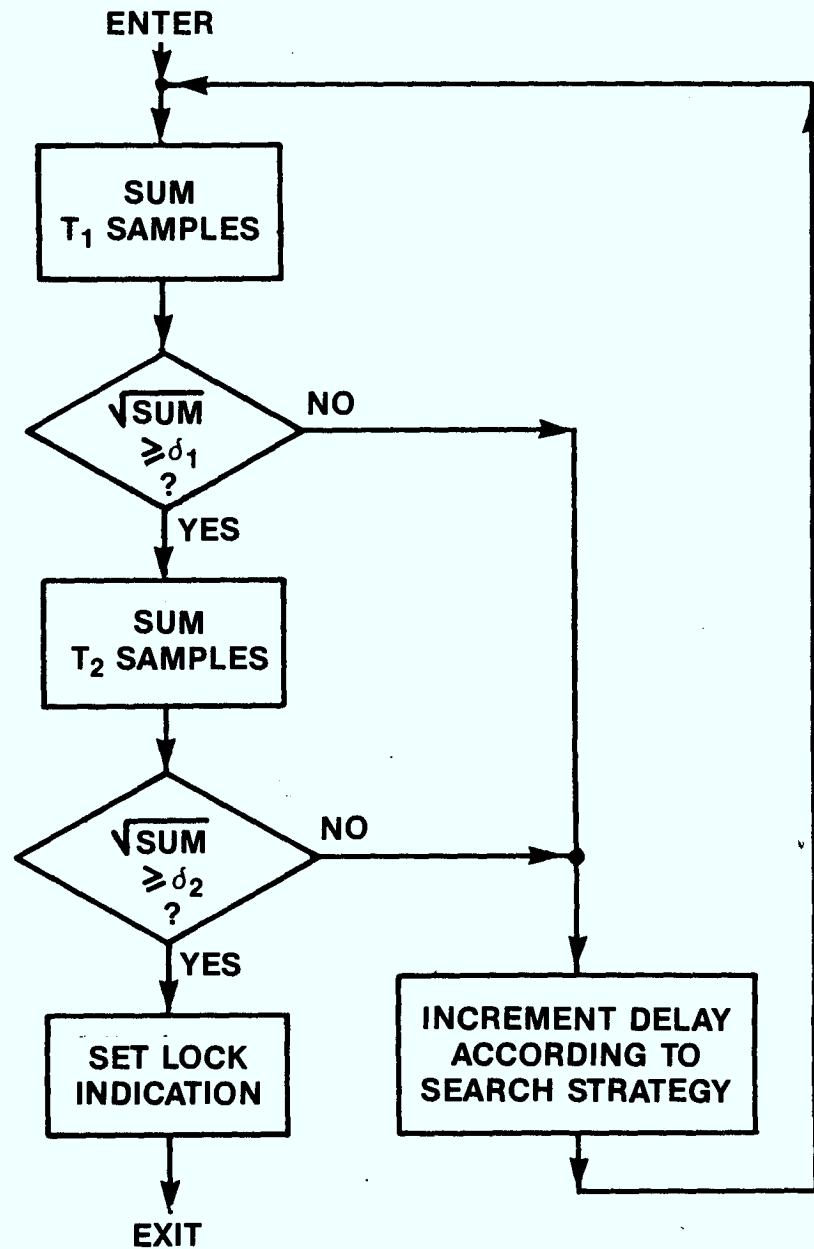 ENTER
SUM
T₁ SAMPLES
√SUM
≥δ₁
?
NO
YES
SUM
T₂ SAMPLES
√SUM
≥δ₂
?
NO
YES
SET LOCK
INDICATION
INCREMENT DELAY
ACCORDING TO
SEARCH STRATEGY
EXIT